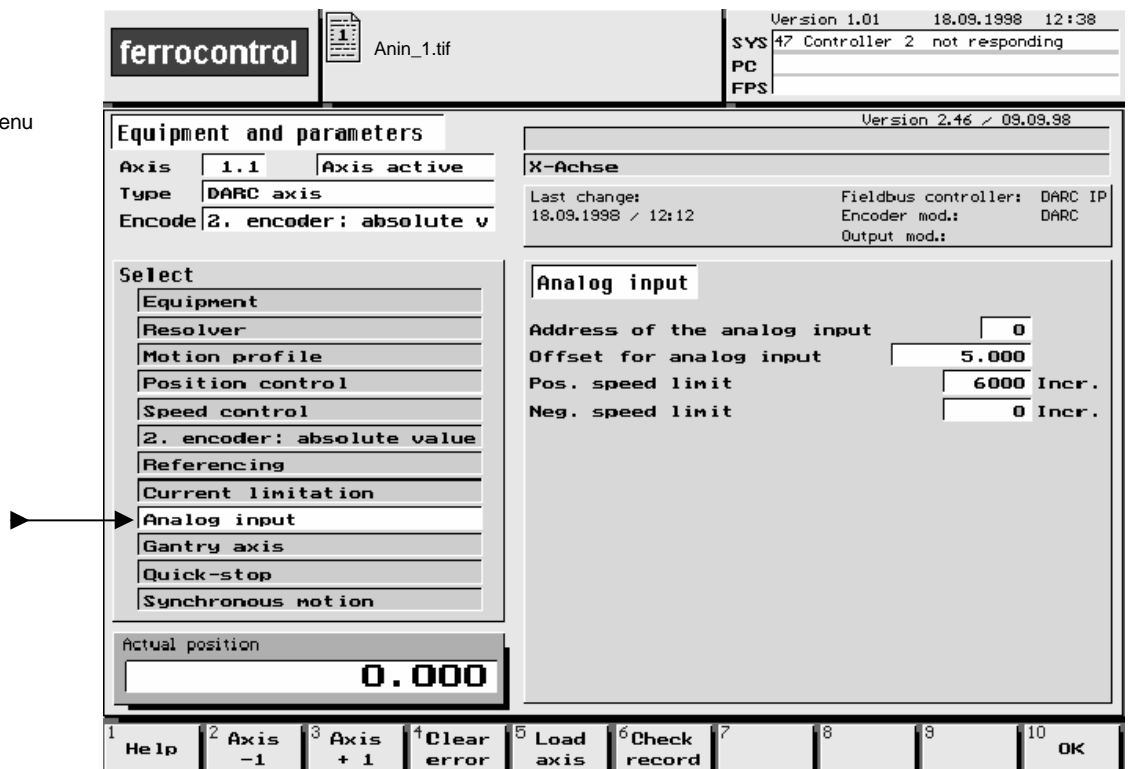 ferrocontrol
1
Anin_1.tif
Version 1.01 18.09.1998 12:38
SYS 47 Controller 2 not responding
PC
FPS
enu
Equipment and parameters
Version 2.46 / 09.09.98
Axis 1.1 Axis active
X-Achse
Type DARC axis
Encode 2. encoder: absolute v
Last change:
18.09.1998 / 12:12
Fieldbus controller: DARC IP
Encoder mod.: DARC
Output mod.:
Select
Equipment
Resolver
Motion profile
Position control
Speed control
2. encoder: absolute value
Referencing
Current limitation
Analog input
Gantry axis
Quick-stop
Synchronous motion
Analog input
Address of the analog input 0
Offset for analog input 5.000
Pos. speed limit 6000 Incr.
Neg. speed limit 0 Incr.
Actual position
0.000
1 Help
2 Axis -1
3 Axis + 1
4 Clear error
5 Load axis
6 Check record
7
8
9
10 OK